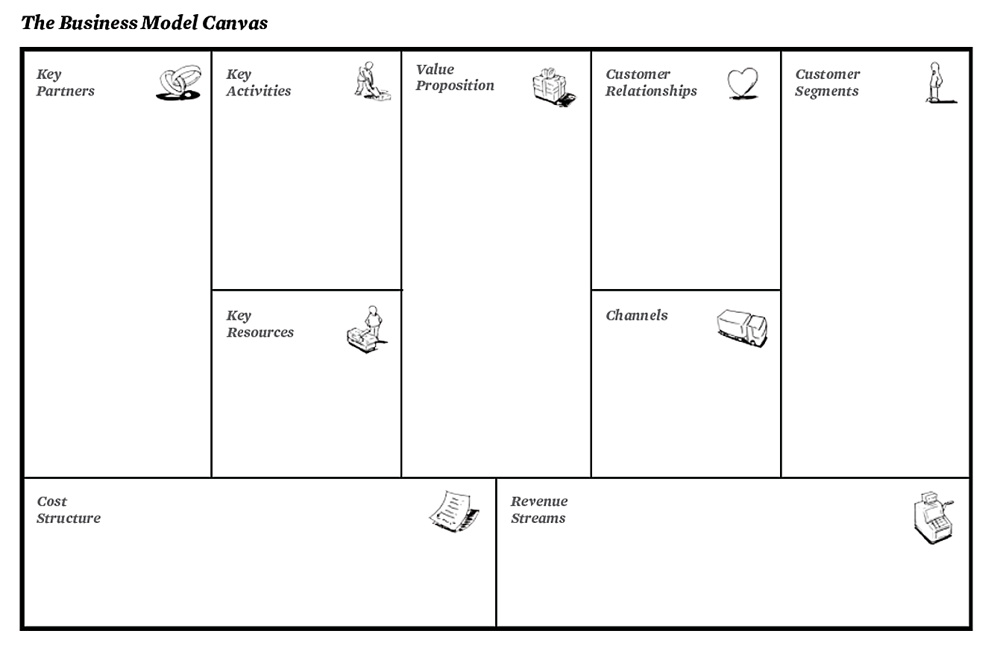 The Business Model Canvas
Key
Partners
Key
Activities
Value
Proposition
Customer
Relationships
Customer
Segments
Key
Resources
Channels
Cost
Structure
Revenue
Streams